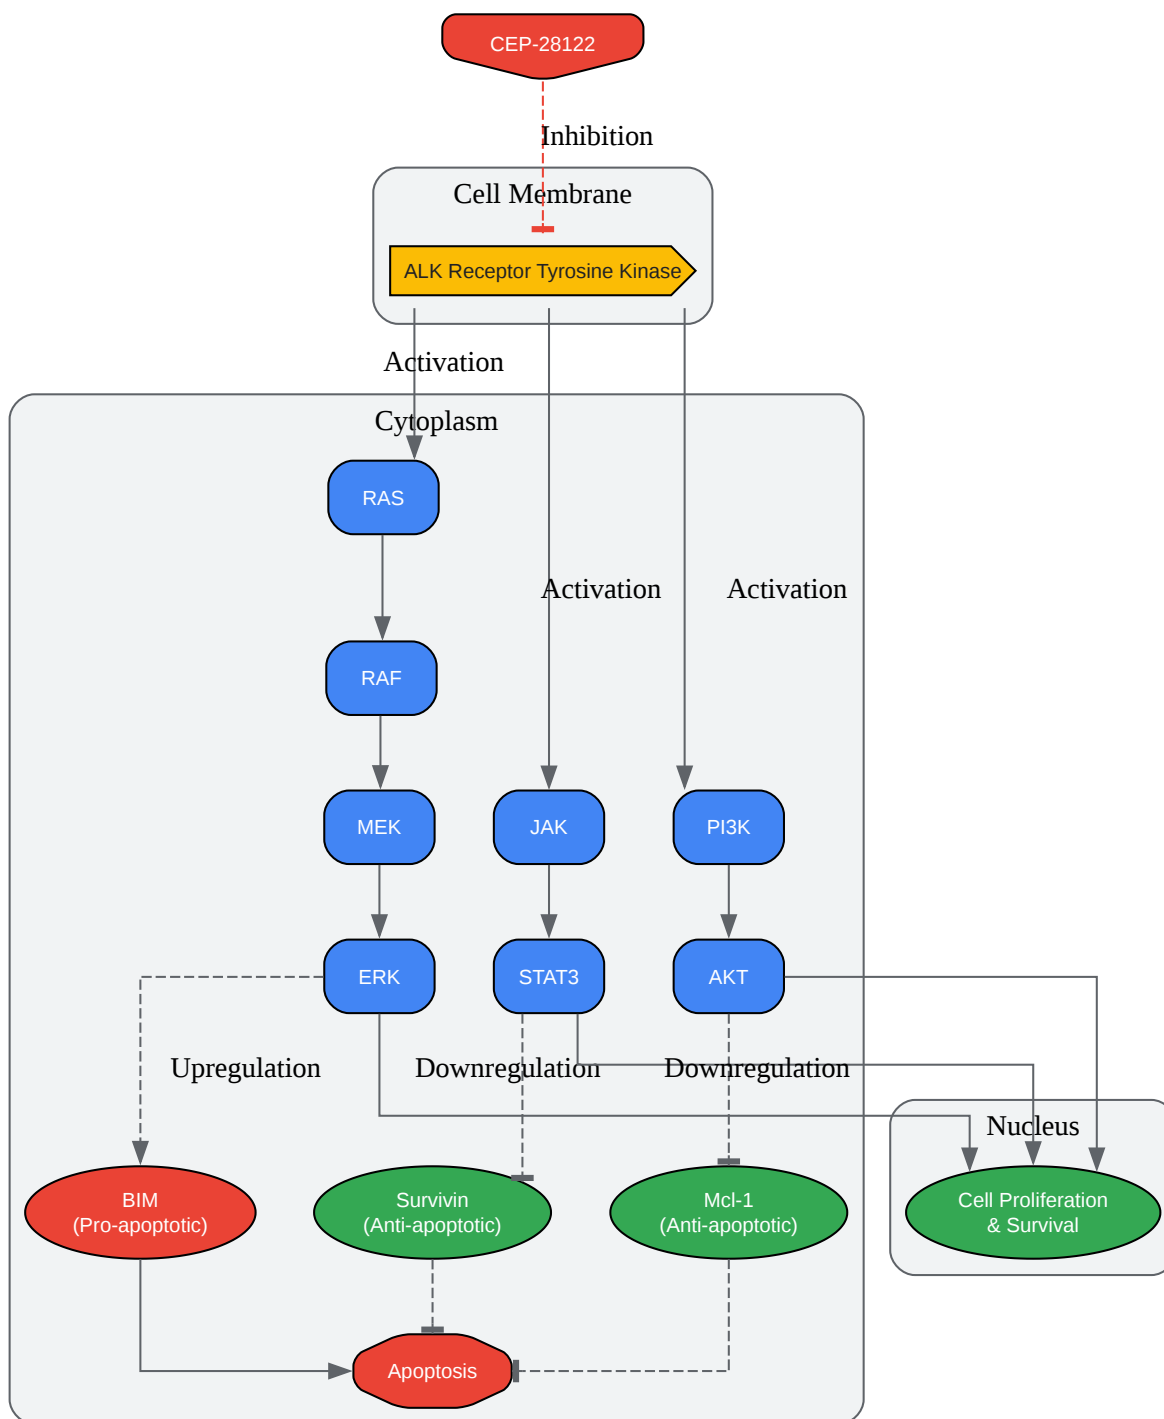 CEP-28122
Inhibition
Cell Membrane
ALK Receptor Tyrosine Kinase
Activation
Cytoplasm
RAS
Activation
Activation
RAF
MEK
JAK
PI3K
ERK
STAT3
AKT
Upregulation
Downregulation
Downregulation
Nucleus
BIM
(Pro-apoptotic)
Survivin
(Anti-apoptotic)
Mcl-1
(Anti-apoptotic)
Cell Proliferation
& Survival
Apoptosis